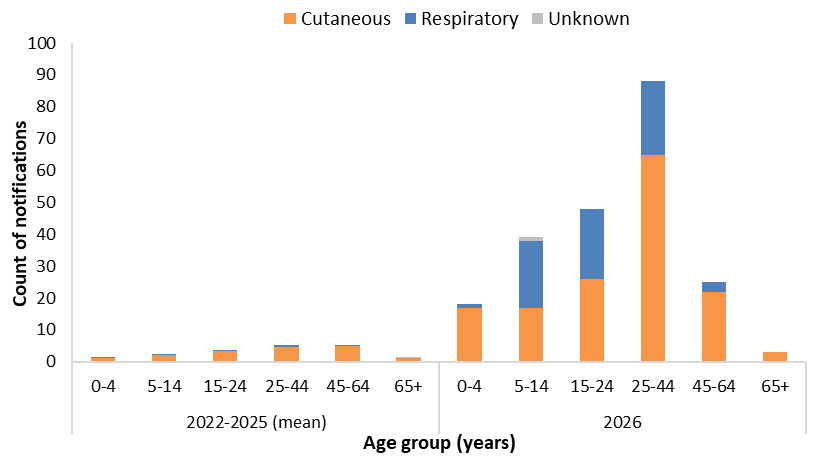 Cutaneous Respiratory Unknown
100
90
80
70
60
50
40
30
20
10
0
Count of notifications
0-4 5-14 15-24 25-44 45-64 65+ 0-4 5-14 15-24 25-44 45-64 65+
2022-2025 (mean) 2026
Age group (years)